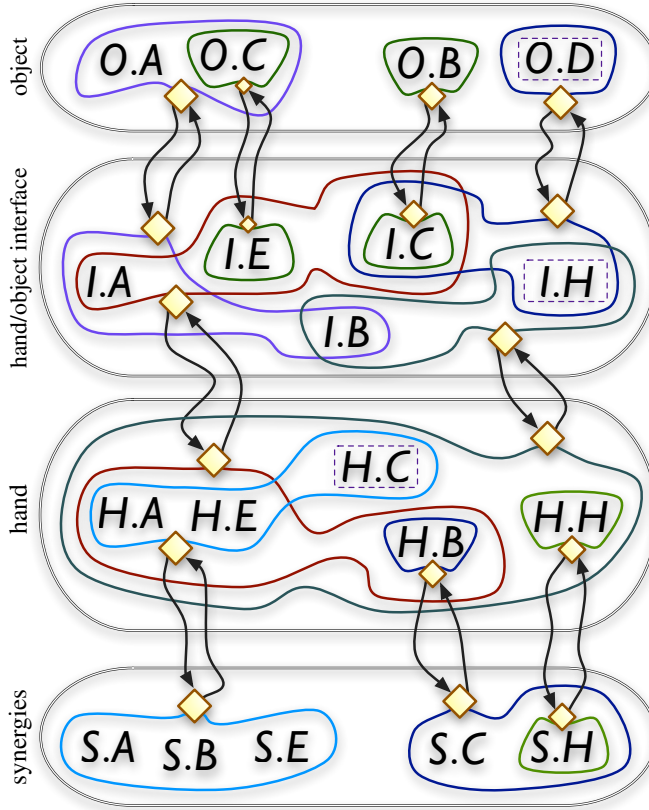 object
O.A O.C O.B O.D
hand/object interface
I.E I.C
I.A I.H
I.B
hand
H.C
H.A H.E H.B H.H
synergies
S.A S.B S.E S.C S.H